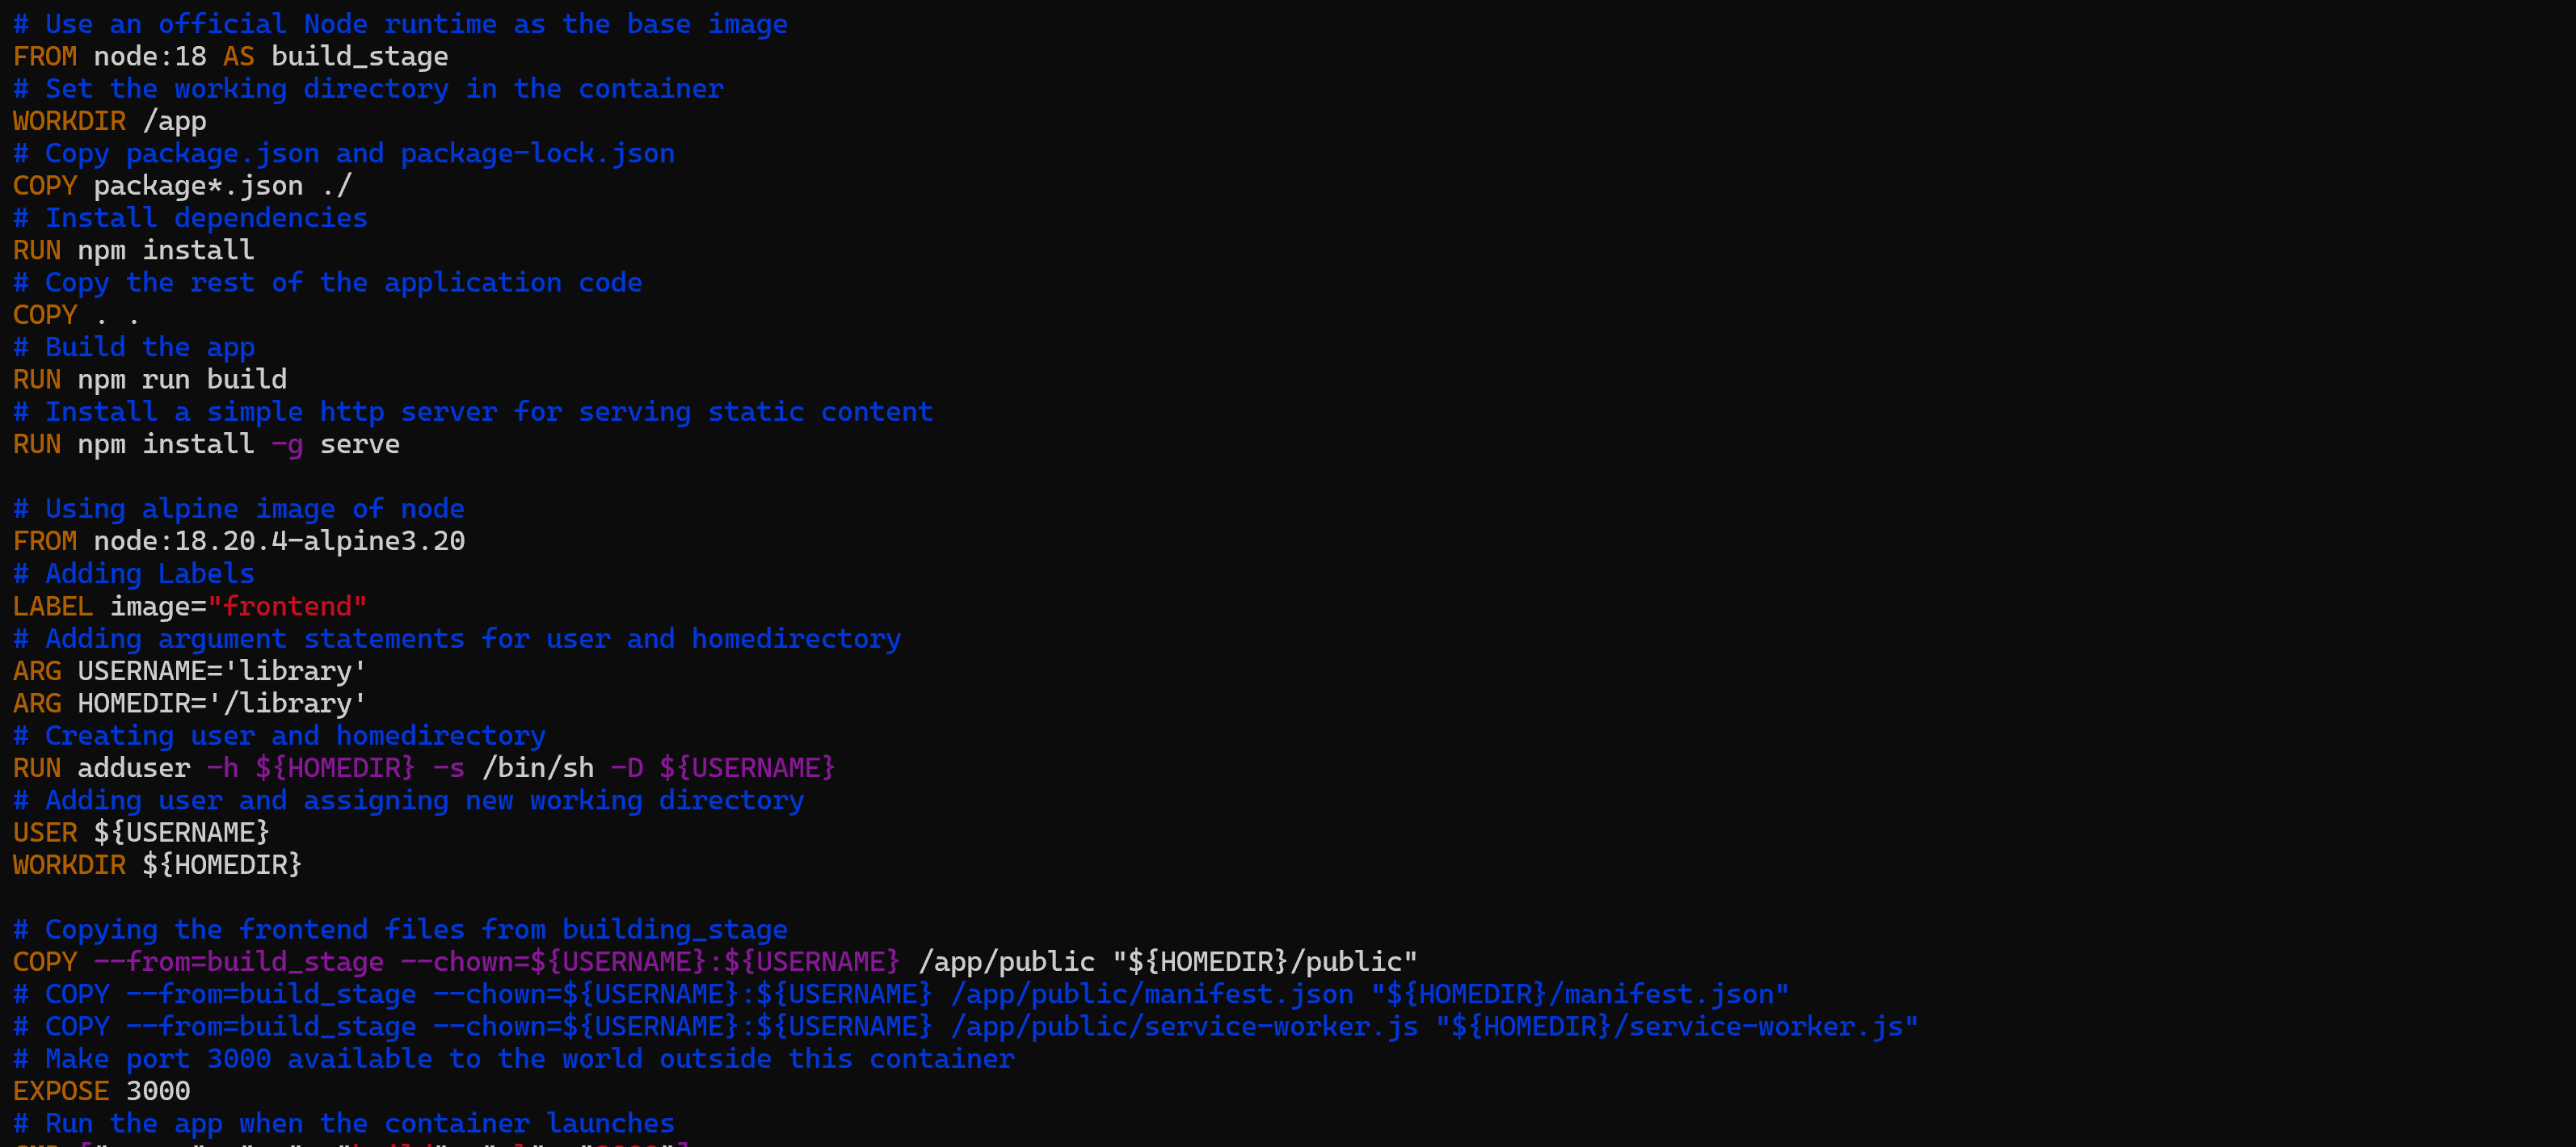 # Use an official Node runtime as the base image
FROM node:18 AS build_stage
# Set the working directory in the container
WORKDIR /app
# Copy package.json and package-lock.json
COPY package*.json ./
# Install dependencies
RUN npm install
# Copy the rest of the application code
COPY . .
# Build the app
RUN npm run build
# Install a simple http server for serving static content
RUN npm install -g serve
# Using alpine image of node
FROM node:18.20.4-alpine3.20
# Adding Labels
LABEL image="frontend"
# Adding argument statements for user and homedirectory
ARG USERNAME='library'
ARG HOMEDIR='/library'
# Creating user and homedirectory
RUN adduser -h ${HOMEDIR} -s /bin/sh -D ${USERNAME}
# Adding user and assigning new working directory
USER ${USERNAME}
WORKDIR ${HOMEDIR}
# Copying the frontend files from building_stage
COPY --from=build_stage --chown=${USERNAME}:${USERNAME} /app/public "${HOMEDIR}/public"
# COPY --from=build_stage --chown=${USERNAME}:${USERNAME} /app/public/manifest.json "${HOMEDIR}/manifest.json"
# COPY --from=build_stage --chown=${USERNAME}:${USERNAME} /app/public/service-worker.js "${HOMEDIR}/service-worker.js"
# Make port 3000 available to the world outside this container
EXPOSE 3000
# Run the app when the container launches